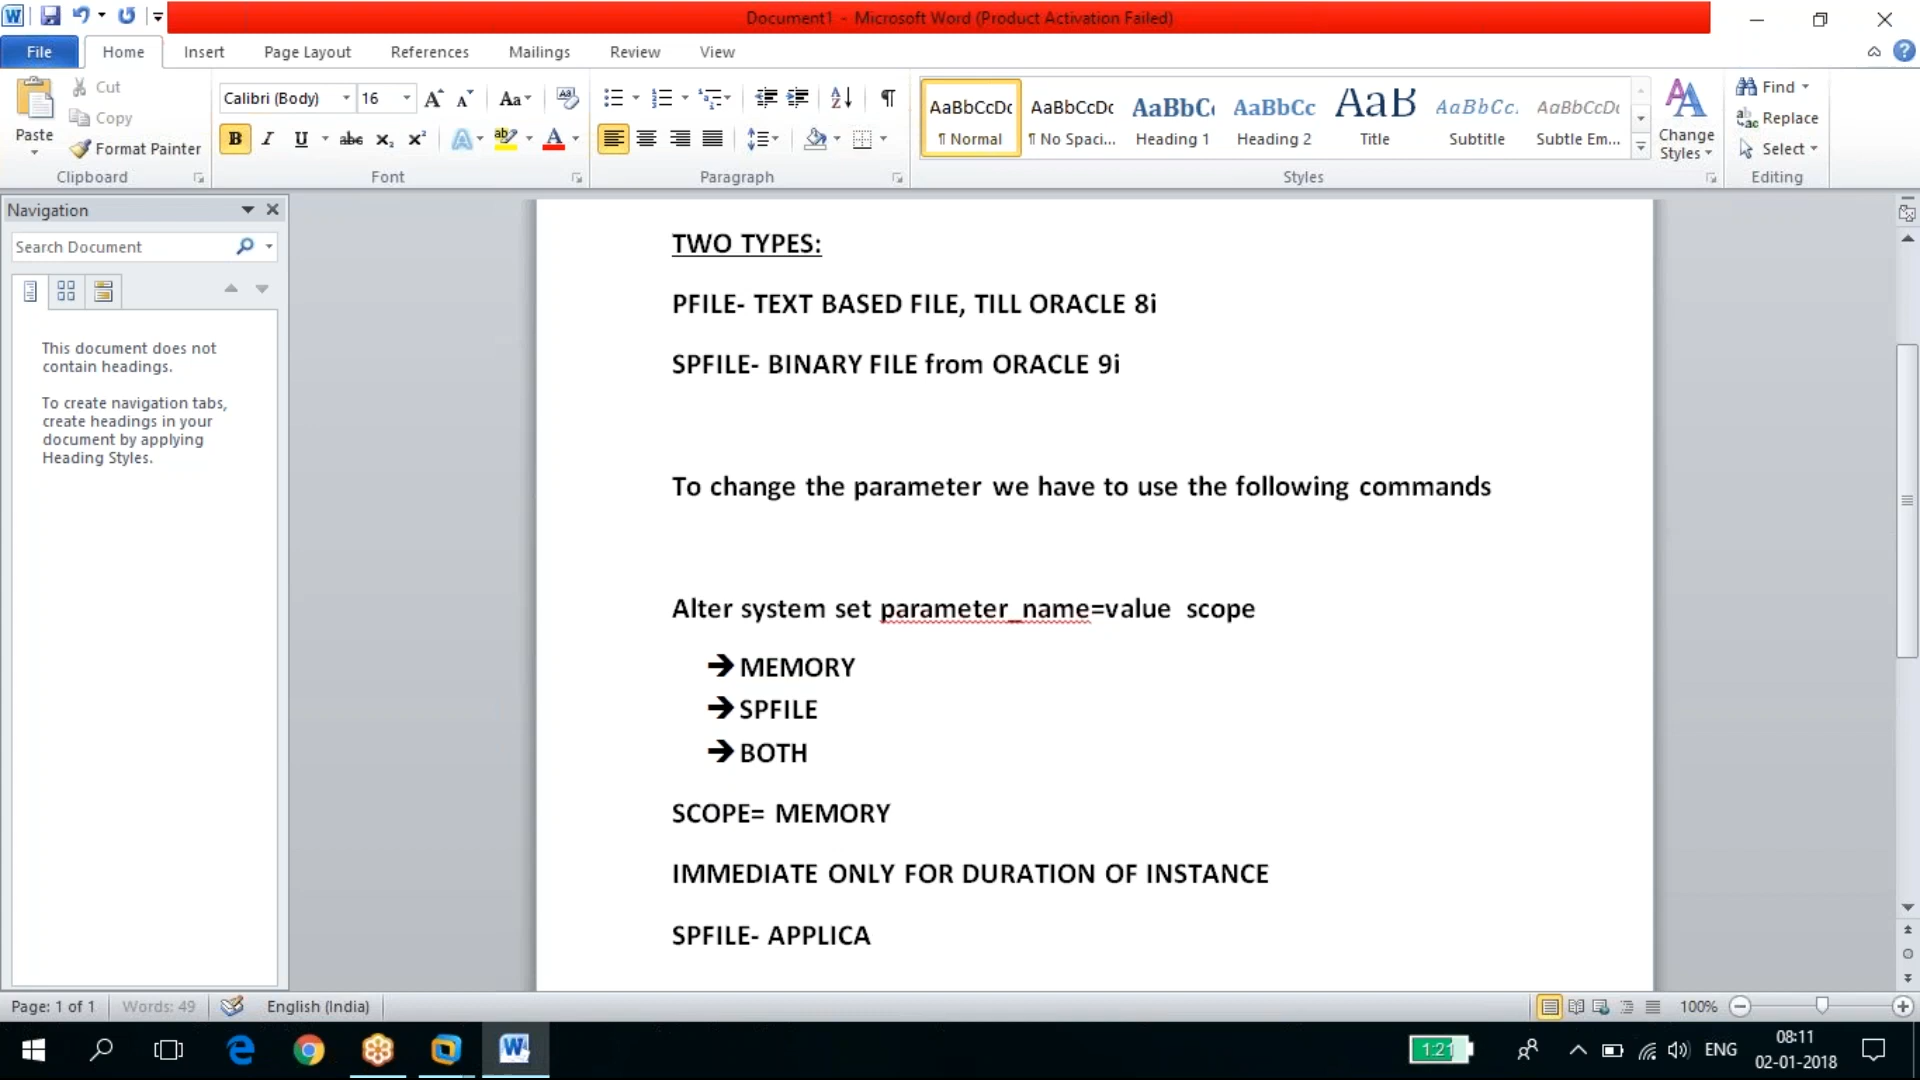 Document1 - Microsoft Word (Product Activation Failed)
File Home Insert Page Layout References Mailings Review View
Paste
Cut
Copy
Format Painter
Clipboard
Calibri (Body) 16
Aa
B I U abc x₂ x² A ab A
Font
Paragraph
AaBbCcDc AaBbCcDc AaBbC AaBbCc AaB AaBbCc. AaBbCcDc
¶ Normal ¶ No Spaci... Heading 1 Heading 2 Title Subtitle Subtle Em...
Styles
Change
Styles
Find
Replace
Select
Editing
Navigation
Search Document
This document does not
contain headings.
To create navigation tabs,
create headings in your
document by applying
Heading Styles.
TWO TYPES:
PFILE- TEXT BASED FILE, TILL ORACLE 8i
SPFILE- BINARY FILE from ORACLE 9i
To change the parameter we have to use the following commands
Alter system set parameter_name=value scope
➔ MEMORY
➔ SPFILE
➔ BOTH
SCOPE= MEMORY
IMMEDIATE ONLY FOR DURATION OF INSTANCE
SPFILE- APPLICA
Page: 1 of 1 Words: 49 English (India) 100%
1:21 ENG 08:11
02-01-2018